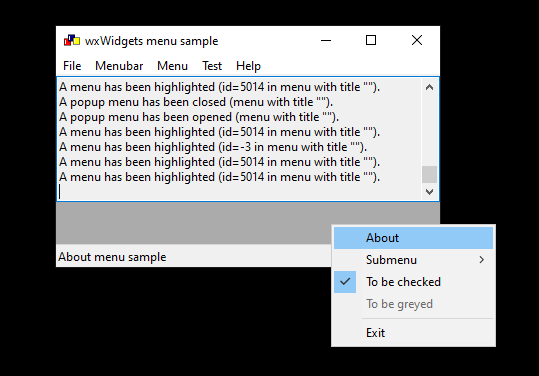 wxWidgets menu sample
File Menubar Menu Test Help
A menu has been highlighted (id=5014 in menu with title "").
A popup menu has been closed (menu with title "").
A popup menu has been opened (menu with title "").
A menu has been highlighted (id=5014 in menu with title "").
A menu has been highlighted (id=-3 in menu with title "").
A menu has been highlighted (id=5014 in menu with title "").
A menu has been highlighted (id=5014 in menu with title "").
About menu sample
About
Submenu
To be checked
To be greyed
Exit